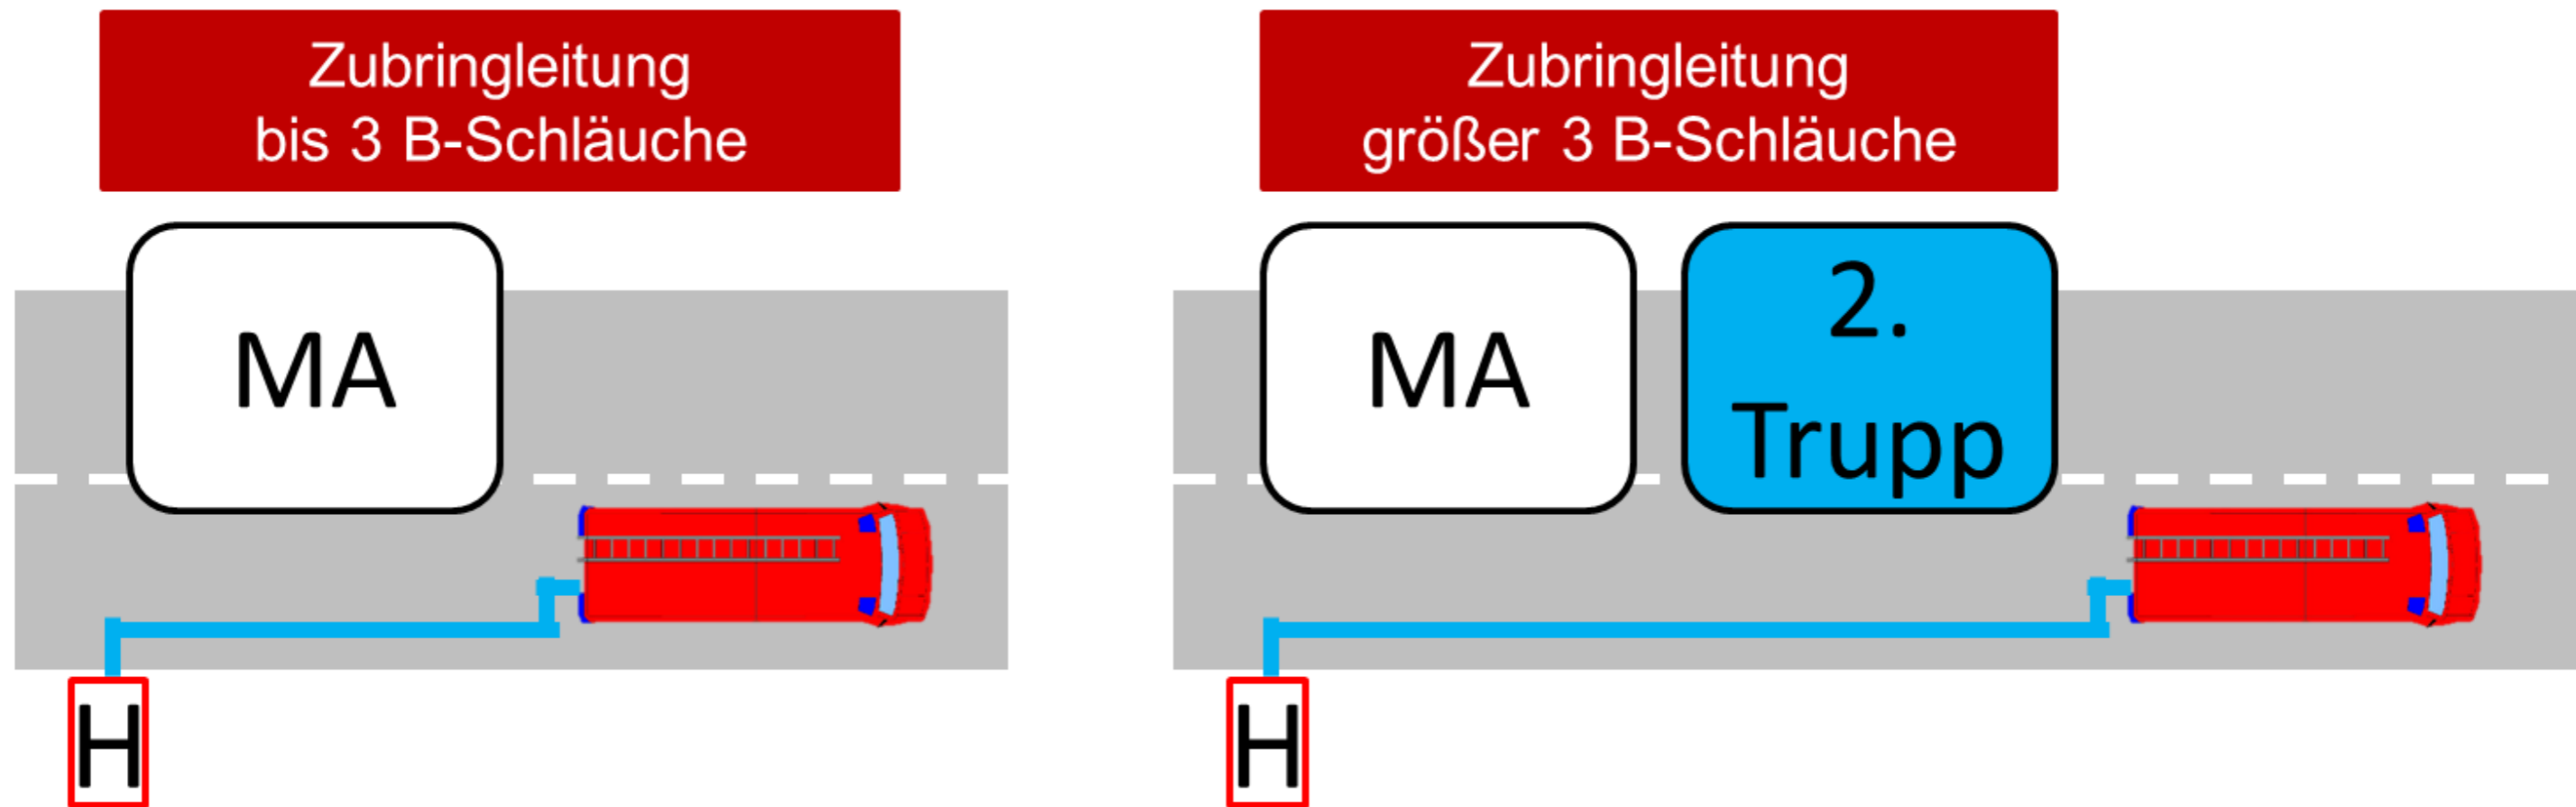 Zubringleitung
bis 3 B-Schläuche
MA
H
Zubringleitung
größer 3 B-Schläuche
MA
2.
Trupp
H